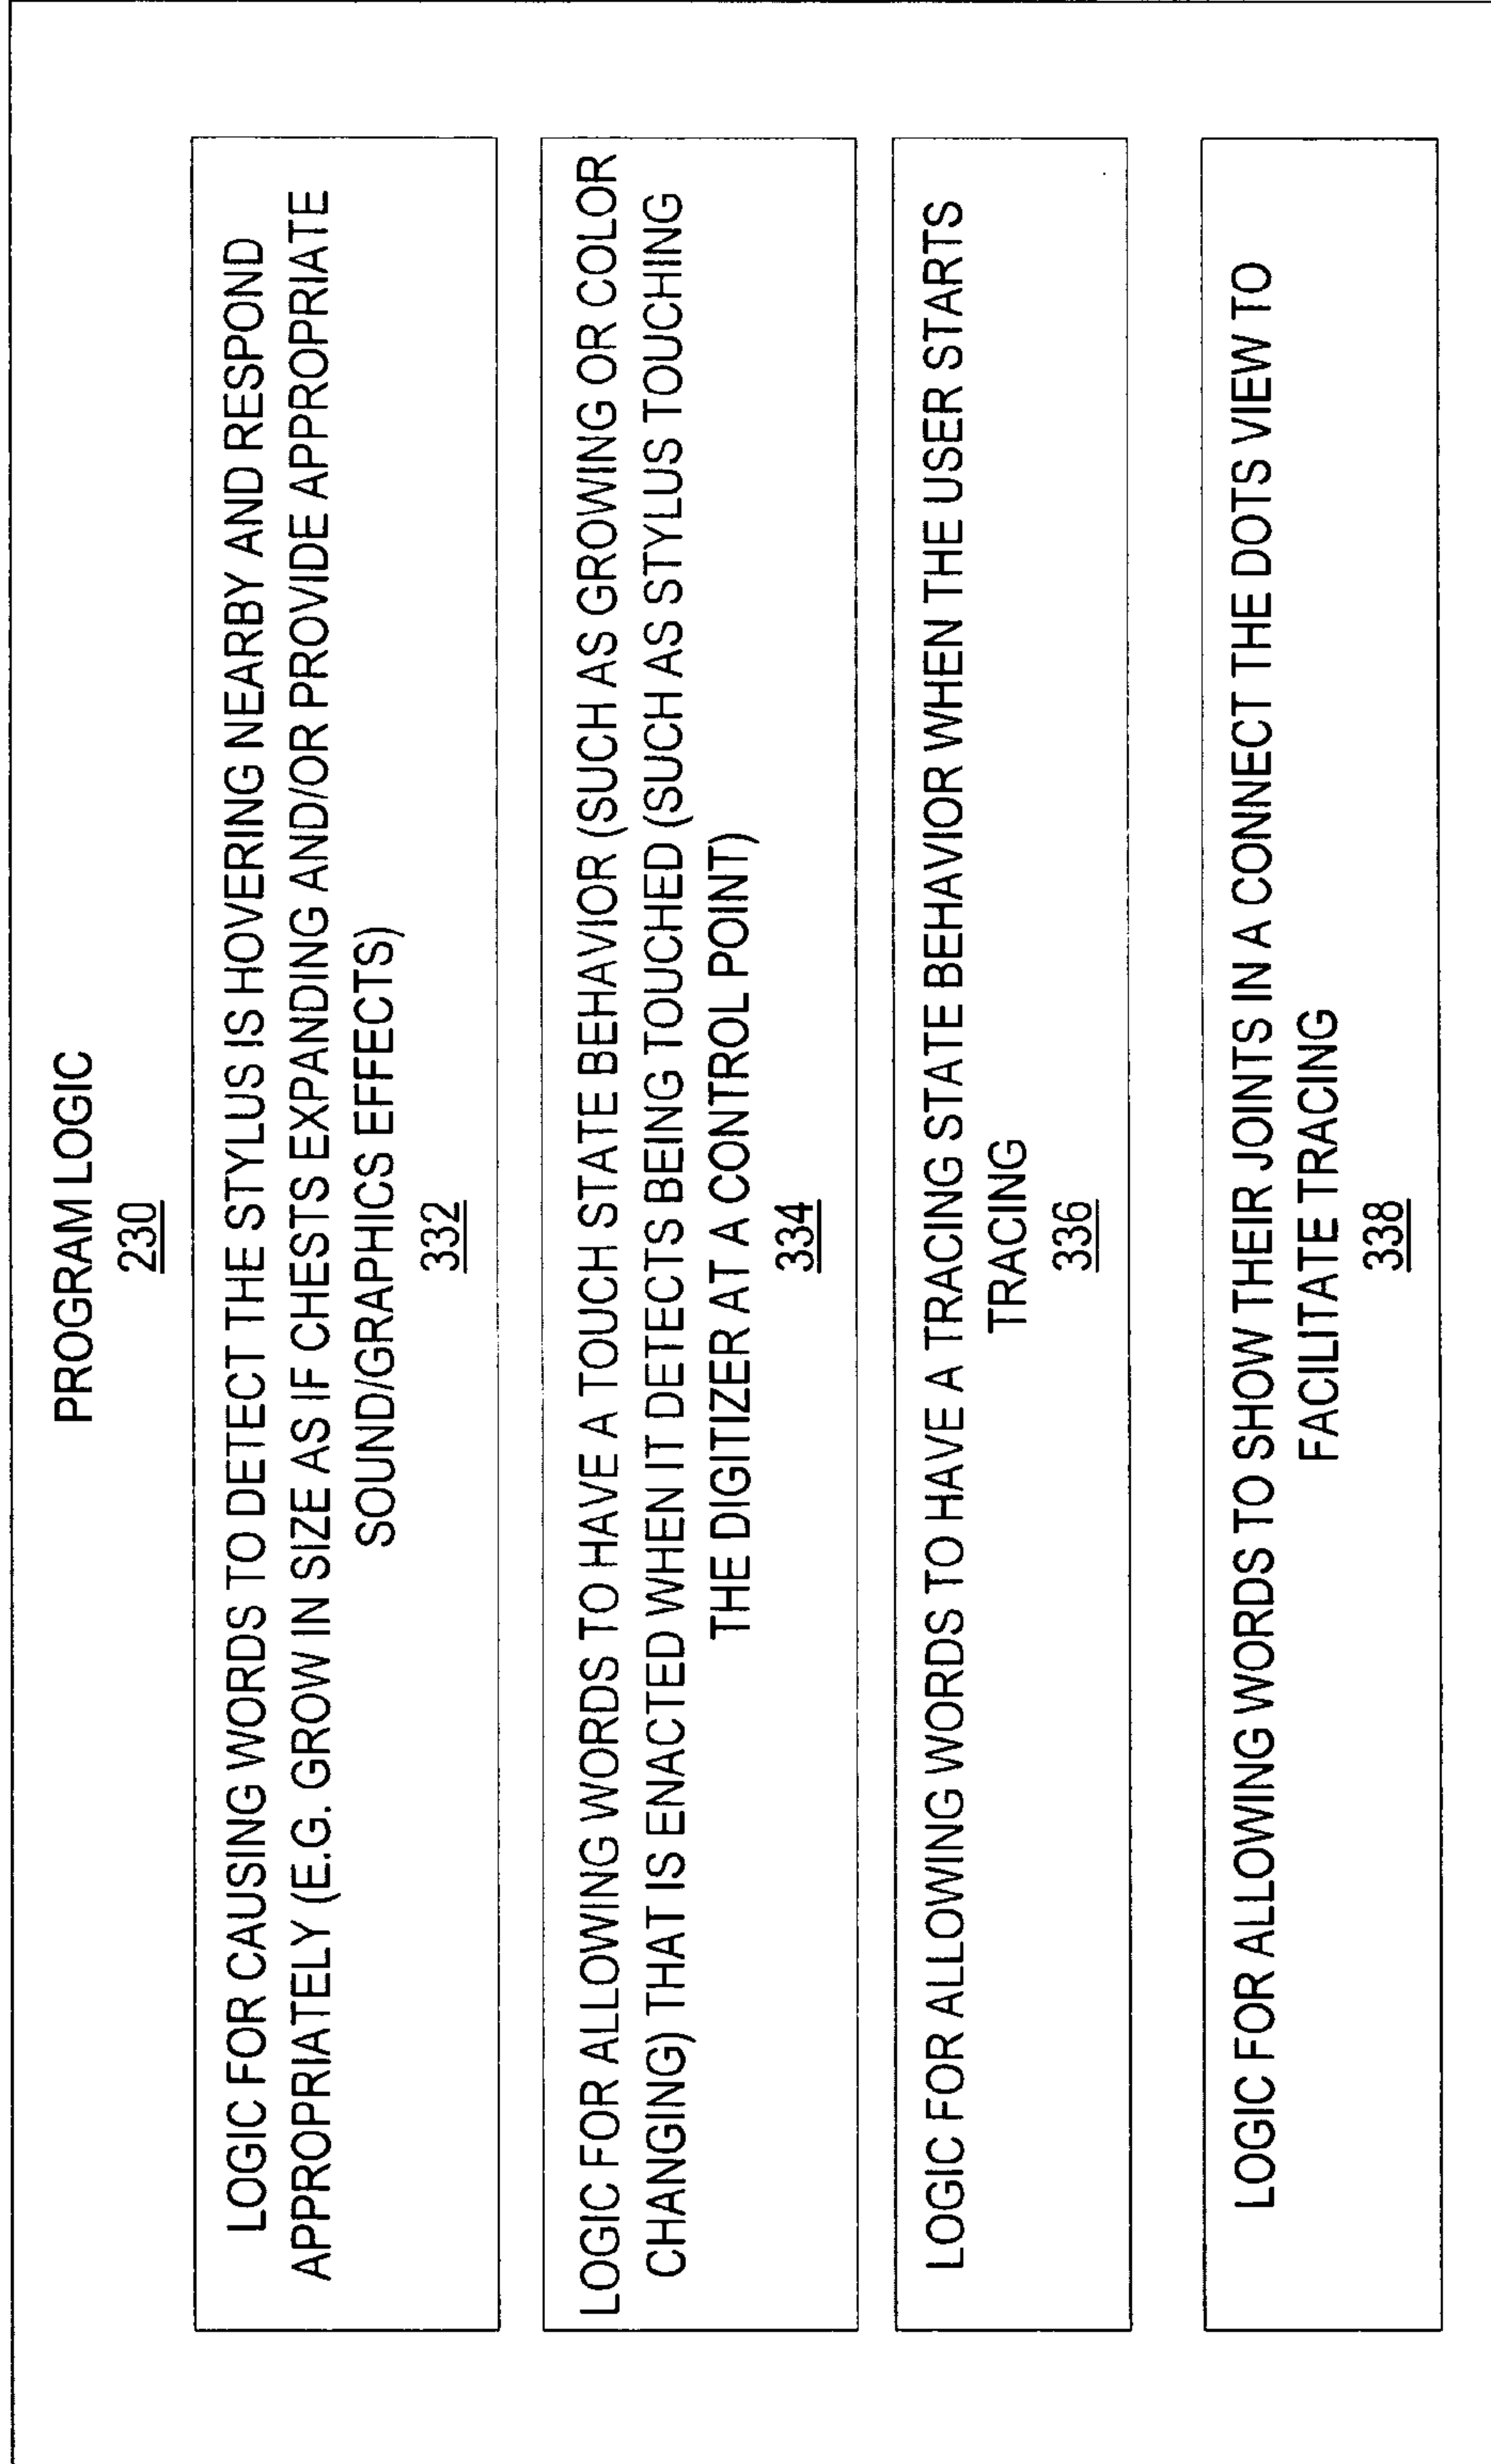 PROGRAM LOGIC
230
LOGIC FOR CAUSING WORDS TO DETECT THE STYLUS IS HOVERING NEARBY AND RESPOND
APPROPRIATELY (E.G. GROW IN SIZE AS IF CHESTS EXPANDING AND/OR PROVIDE APPROPRIATE
SOUND/GRAPHICS EFFECTS)
332
LOGIC FOR ALLOWING WORDS TO HAVE A TOUCH STATE BEHAVIOR (SUCH AS GROWING OR COLOR
CHANGING) THAT IS ENACTED WHEN IT DETECTS BEING TOUCHED (SUCH AS STYLUS TOUCHING
THE DIGITIZER AT A CONTROL POINT)
334
LOGIC FOR ALLOWING WORDS TO HAVE A TRACING STATE BEHAVIOR WHEN THE USER STARTS
TRACING
336
LOGIC FOR ALLOWING WORDS TO SHOW THEIR JOINTS IN A CONNECT THE DOTS VIEW TO
FACILITATE TRACING
338